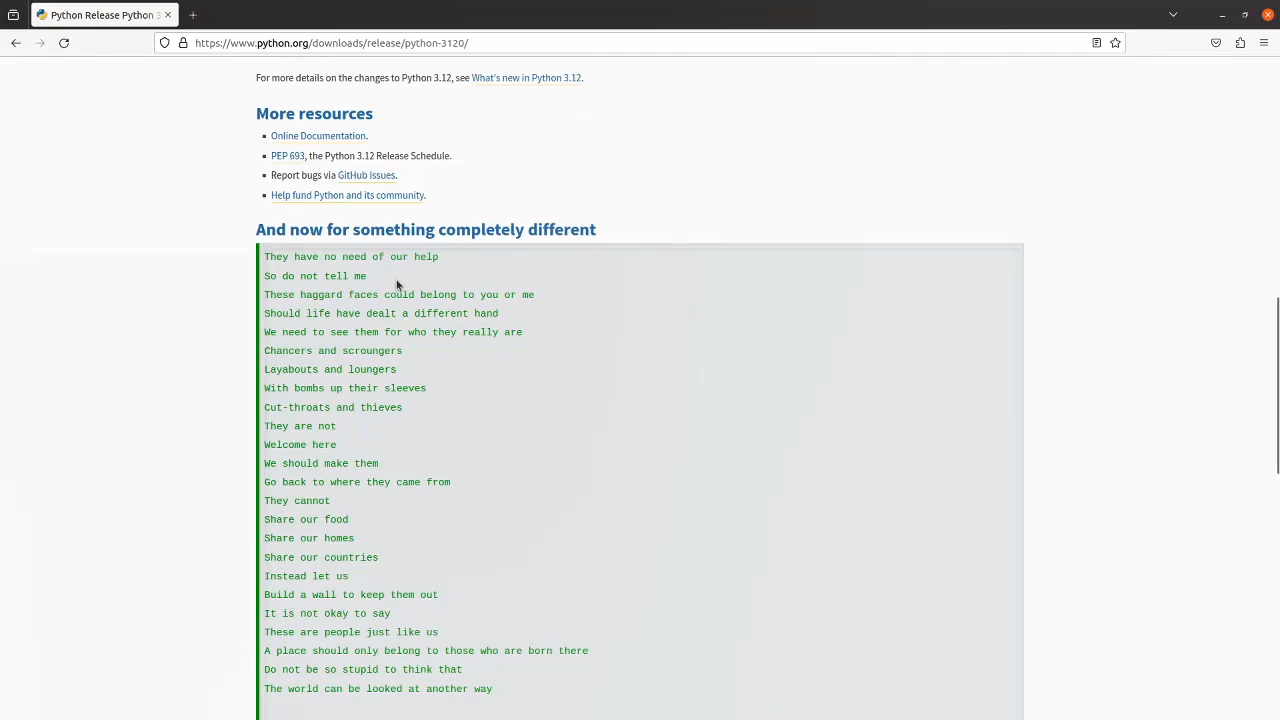 Python Release Python 3
https://www.python.org/downloads/release/python-3120/
For more details on the changes to Python 3.12, see What's new in Python 3.12.
More resources
Online Documentation.
PEP 693, the Python 3.12 Release Schedule.
Report bugs via GitHub Issues.
Help fund Python and its community.
And now for something completely different
They have no need of our help
So do not tell me
These haggard faces could belong to you or me
Should life have dealt a different hand
We need to see them for who they really are
Chancers and scroungers
Layabouts and loungers
With bombs up their sleeves
Cut-throats and thieves
They are not
Welcome here
We should make them
Go back to where they came from
They cannot
Share our food
Share our homes
Share our countries
Instead let us
Build a wall to keep them out
It is not okay to say
These are people just like us
A place should only belong to those who are born there
Do not be so stupid to think that
The world can be looked at another way